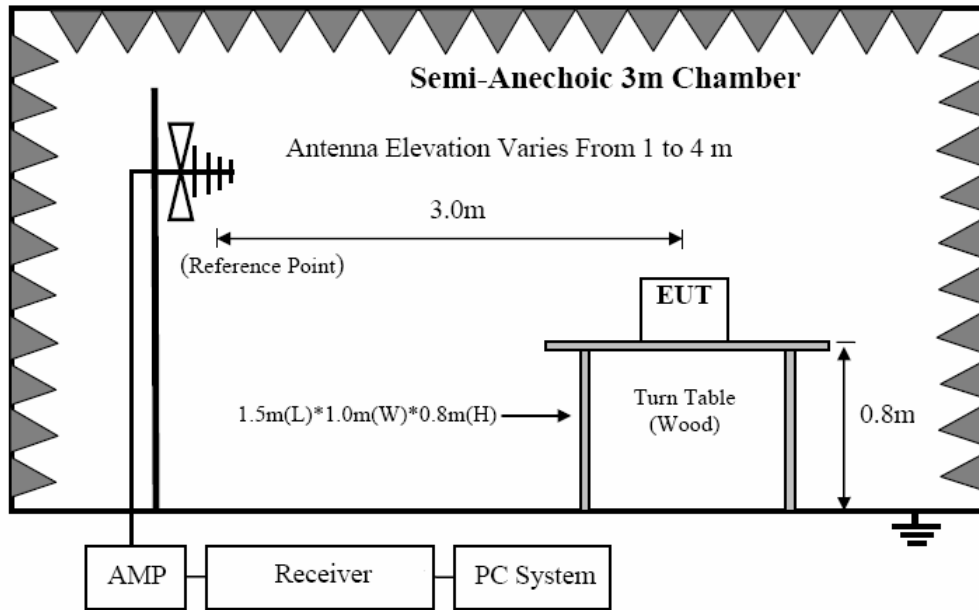 Semi-Anechoic 3m Chamber
Antenna Elevation Varies From 1 to 4 m
3.0m
(Reference Point)
EUT
1.5m(L)*1.0m(W)*0.8m(H)
Turn Table
(Wood)
0.8m
AMP
Receiver
PC System